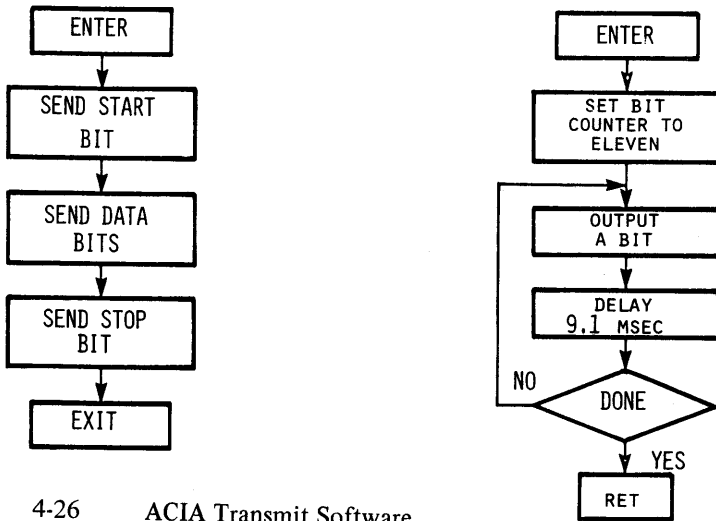 ENTER
SEND START
BIT
SEND DATA
BITS
SEND STOP
BIT
EXIT
ENTER
SET BIT
COUNTER TO
ELEVEN
OUTPUT
A BIT
DELAY
9.1 MSEC
NO
DONE
YES
RET
4-26 ACIA Transmit Software